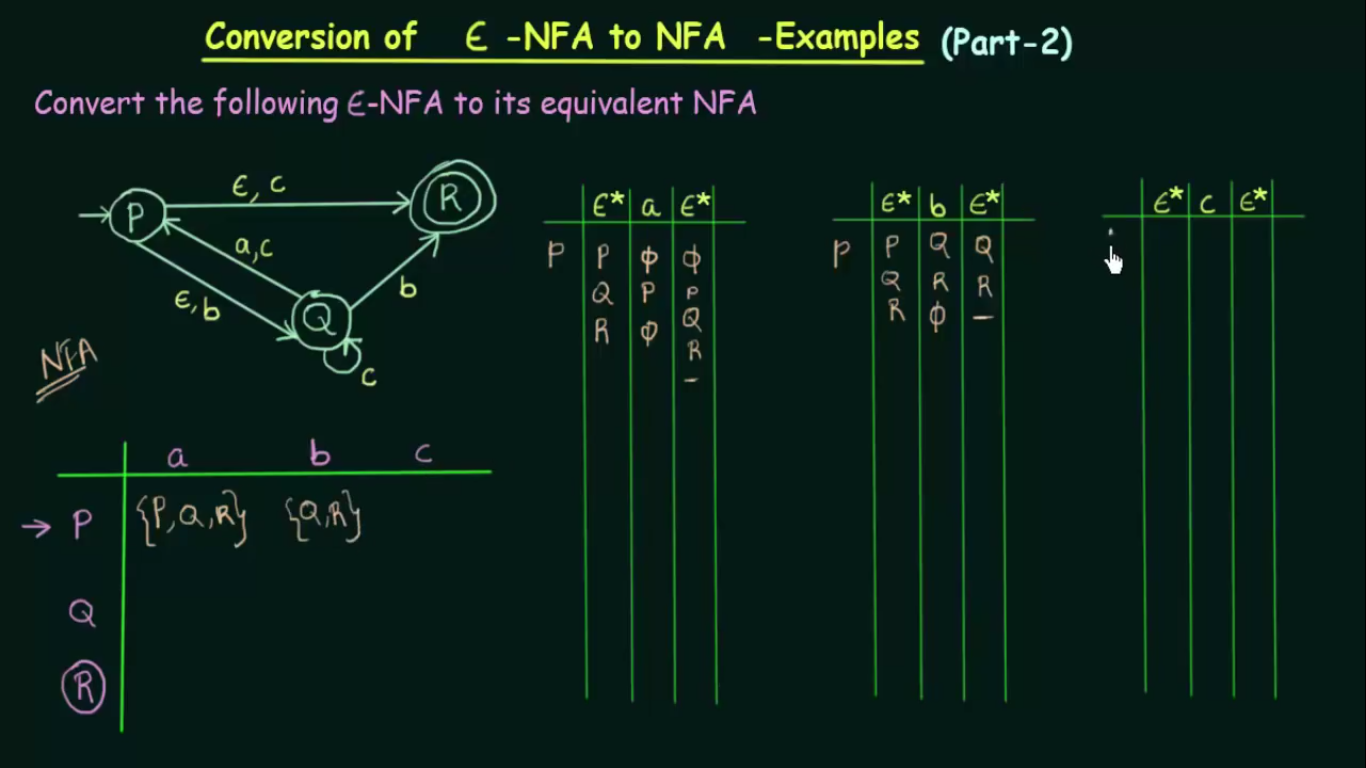 Conversion of Є -NFA to NFA -Examples (Part-2)
Convert the following Є-NFA to its equivalent NFA
Є, c
P
R
a,c
Є,b
b
Q
c
NFA
a b c
→ P {P,Q,R} {Q,R}
Q
R
Є* a Є*
P P ϕ ϕ
Q P P
Q
R ϕ R
–
Є* b Є*
P P Q Q
Q R R
R ϕ –
Є* c Є*